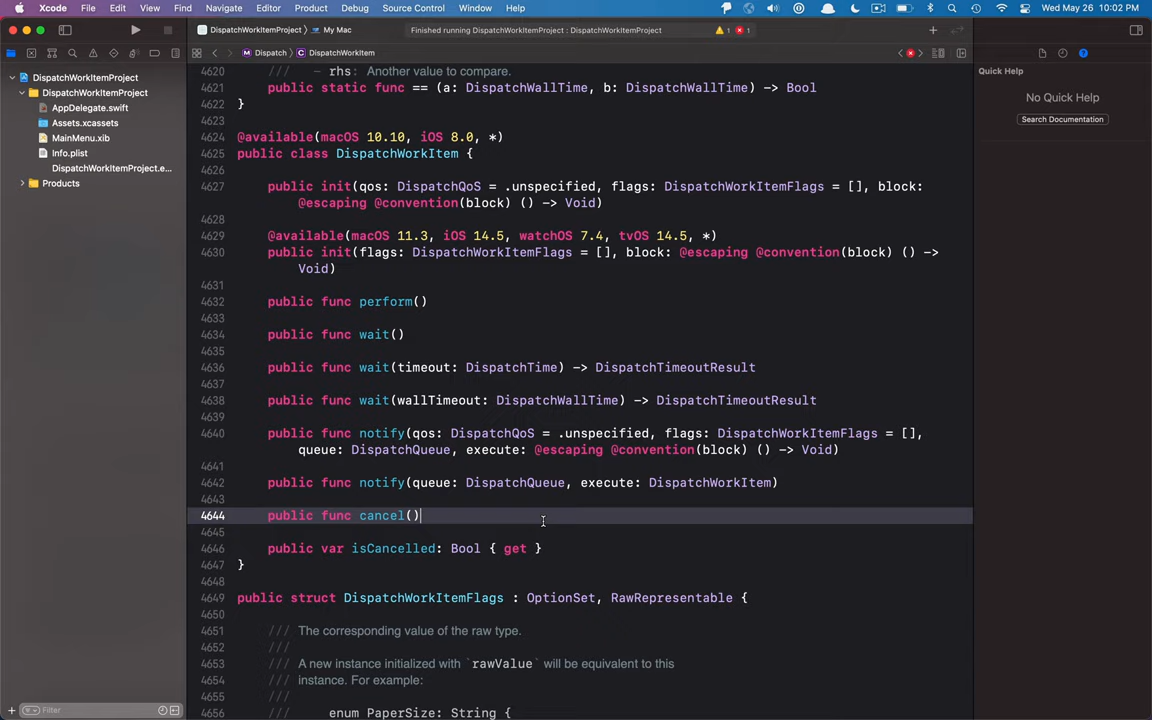 Xcode File Edit View Find Navigate Editor Product Debug Source Control Window Help Wed May 26 10:02 PM
DispatchWorkItemProject 〉 My Mac
Finished running DispatchWorkItemProject : DispatchWorkItemProject
1 1
Dispatch 〉 DispatchWorkItem
DispatchWorkItemProject
DispatchWorkItemProject
AppDelegate.swift
Assets.xcassets
MainMenu.xib
Info.plist
DispatchWorkItemProject.e...
Products
Filter
4620 /// - rhs: Another value to compare.
4621 public static func == (a: DispatchWallTime, b: DispatchWallTime) -> Bool
4622 }
4623
4624 @available(macOS 10.10, iOS 8.0, *)
4625 public class DispatchWorkItem {
4626
4627 public init(qos: DispatchQoS = .unspecified, flags: DispatchWorkItemFlags = [], block:
@escaping @convention(block) () -> Void)
4628
4629 @available(macOS 11.3, iOS 14.5, watchOS 7.4, tvOS 14.5, *)
4630 public init(flags: DispatchWorkItemFlags = [], block: @escaping @convention(block) () ->
Void)
4631
4632 public func perform()
4633
4634 public func wait()
4635
4636 public func wait(timeout: DispatchTime) -> DispatchTimeoutResult
4637
4638 public func wait(wallTimeout: DispatchWallTime) -> DispatchTimeoutResult
4639
4640 public func notify(qos: DispatchQoS = .unspecified, flags: DispatchWorkItemFlags = [],
queue: DispatchQueue, execute: @escaping @convention(block) () -> Void)
4641
4642 public func notify(queue: DispatchQueue, execute: DispatchWorkItem)
4643
4644 public func cancel()
4645
4646 public var isCancelled: Bool { get }
4647 }
4648
4649 public struct DispatchWorkItemFlags : OptionSet, RawRepresentable {
4650
4651 /// The corresponding value of the raw type.
4652 ///
4653 /// A new instance initialized with `rawValue` will be equivalent to this
4654 /// instance. For example:
4655 ///
4656 /// enum PaperSize: String {
Quick Help
No Quick Help
Search Documentation